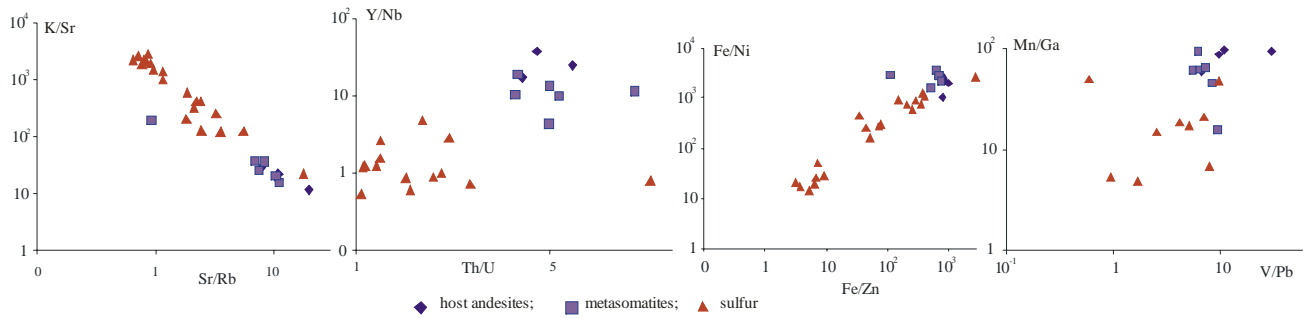 K/Sr
10⁴
10³
10²
10
1
0 1 10
Sr/Rb
Y/Nb
10²
10
1
0
1 5
Th/U
Fe/Ni
10⁴
10³
10²
10
1
0 1 10 10² 10³
Fe/Zn
Mn/Ga
10²
10
1
10⁻¹ 1 10
V/Pb
host andesites; metasomatites; sulfur